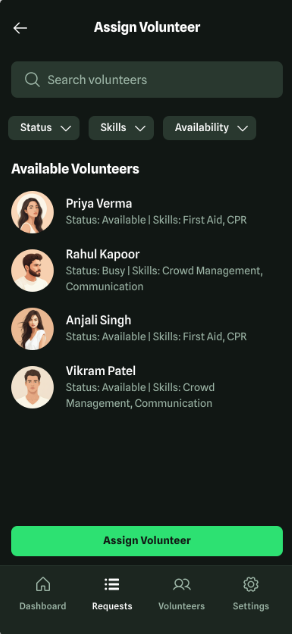 Assign Volunteer
Search volunteers
Status Skills Availability
Available Volunteers
Priya Verma
Status: Available | Skills: First Aid, CPR
Rahul Kapoor
Status: Busy | Skills: Crowd Management,
Communication
Anjali Singh
Status: Available | Skills: First Aid, CPR
Vikram Patel
Status: Available | Skills: Crowd
Management, Communication
Assign Volunteer
Dashboard Requests Volunteers Settings